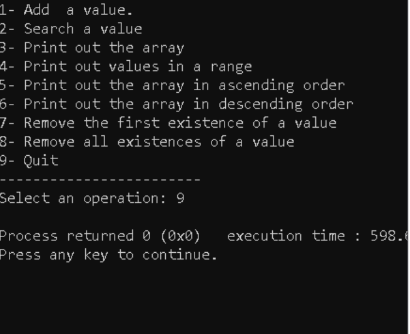 1- Add  a value.
2- Search a value
3- Print out the array
4- Print out values in a range
5- Print out the array in ascending order
6- Print out the array in descending order
7- Remove the first existence of a value
8- Remove all existences of a value
9- Quit
------------------------
Select an operation: 9
Process returned 0 (0x0)   execution time : 598.6
Press any key to continue.